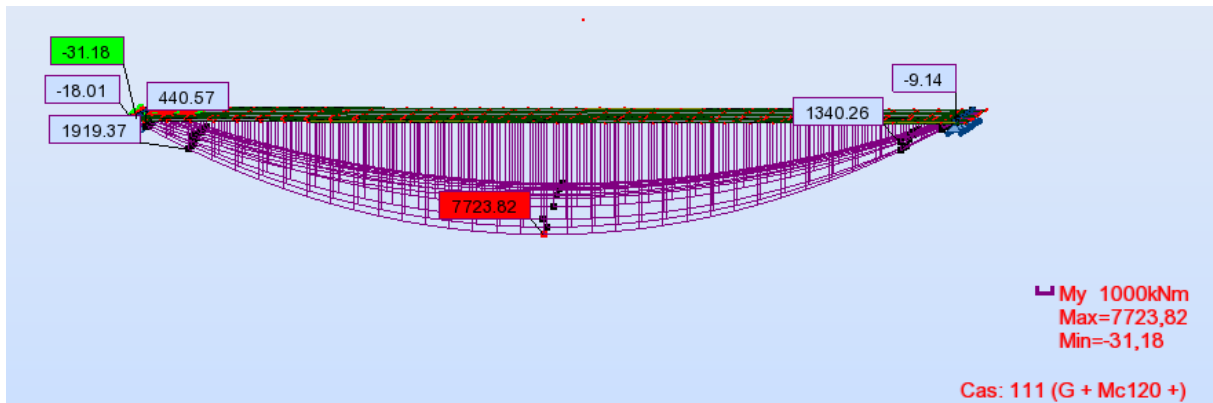 -31.18
-18.01
440.57
1919.37
-9.14
1340.26
7723.82
My 1000kNm
Max=7723,82
Min=-31,18
Cas: 111 (G + Mc120 +)